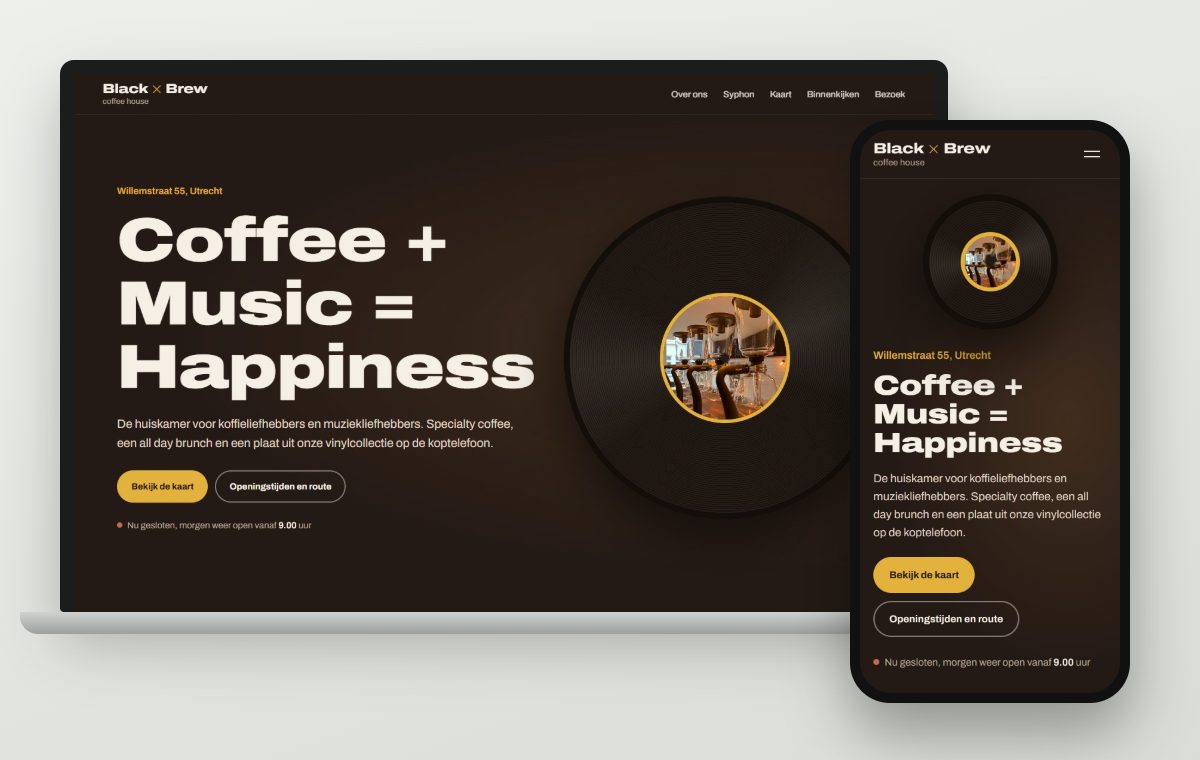 Black × Brew
coffee house
Over ons Syphon Kaart Binnenkijken Bezoek
Willemstraat 55, Utrecht
Coffee +
Music =
Happiness
De huiskamer voor koffieliefhebbers en muziekliefhebbers. Specialty coffee,
een all day brunch en een plaat uit onze vinylcollectie op de koptelefoon.
Bekijk de kaart
Openingstijden en route
Nu gesloten, morgen weer open vanaf 9.00 uur
Black × Brew
coffee house
Willemstraat 55, Utrecht
Coffee +
Music =
Happiness
De huiskamer voor koffieliefhebbers en
muziekliefhebbers. Specialty coffee, een all
day brunch en een plaat uit onze vinylcollectie
op de koptelefoon.
Bekijk de kaart
Openingstijden en route
Nu gesloten, morgen weer open vanaf 9.00 uur